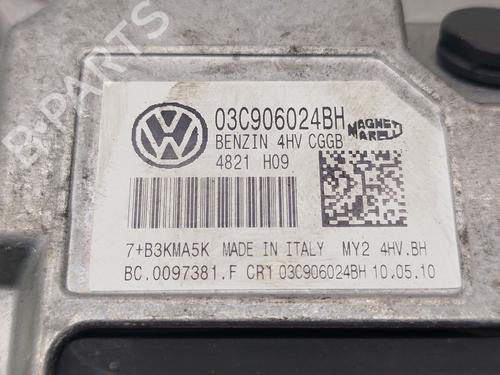 B-PARTS
03C906024BH
MAGNETI MARELLI
BENZIN 4HV CGGB
4821 H09
7+B3KMA5K MADE IN ITALY MY2 4HV.BH
BC.0097381.F CR1 03C906024BH 10.05.10